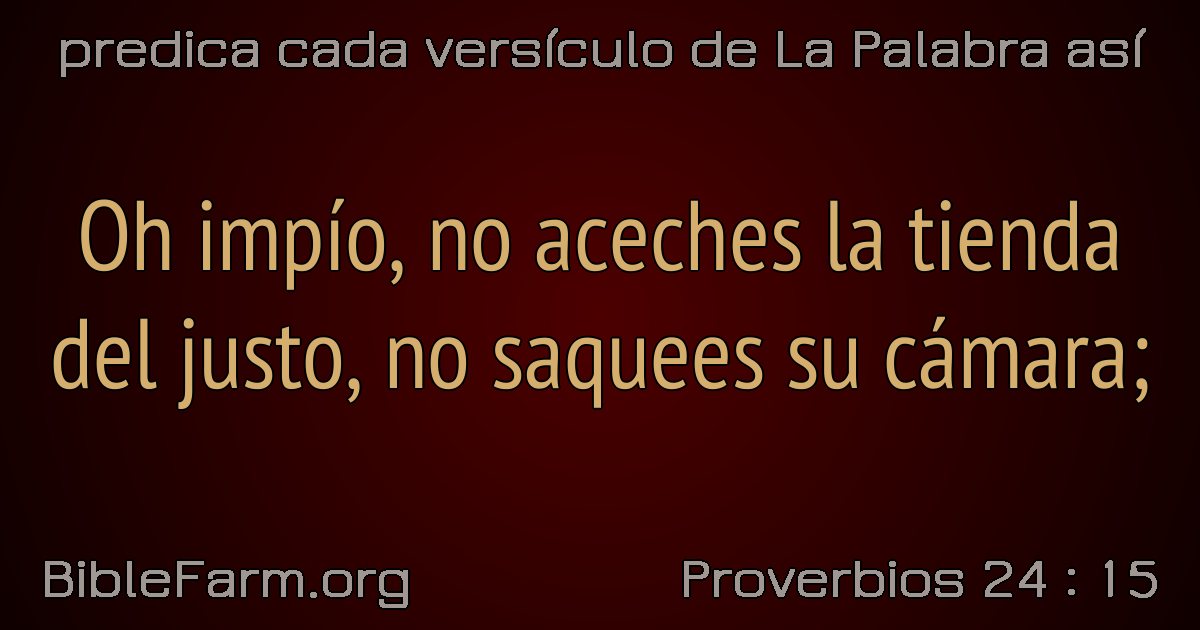 predica cada versículo de La Palabra así
Oh impío, no aceches la tienda
del justo, no saquees su cámara;
BibleFarm.org
Proverbios 24 : 15